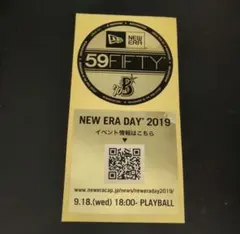 NEW ERA
59FIFTY
B
NEW ERA DAY 2019
イベント情報はこちら
▼
www.neweracap.jp/news/neweraday2019/
9.18.(wed) 18:00- PLAYBALL